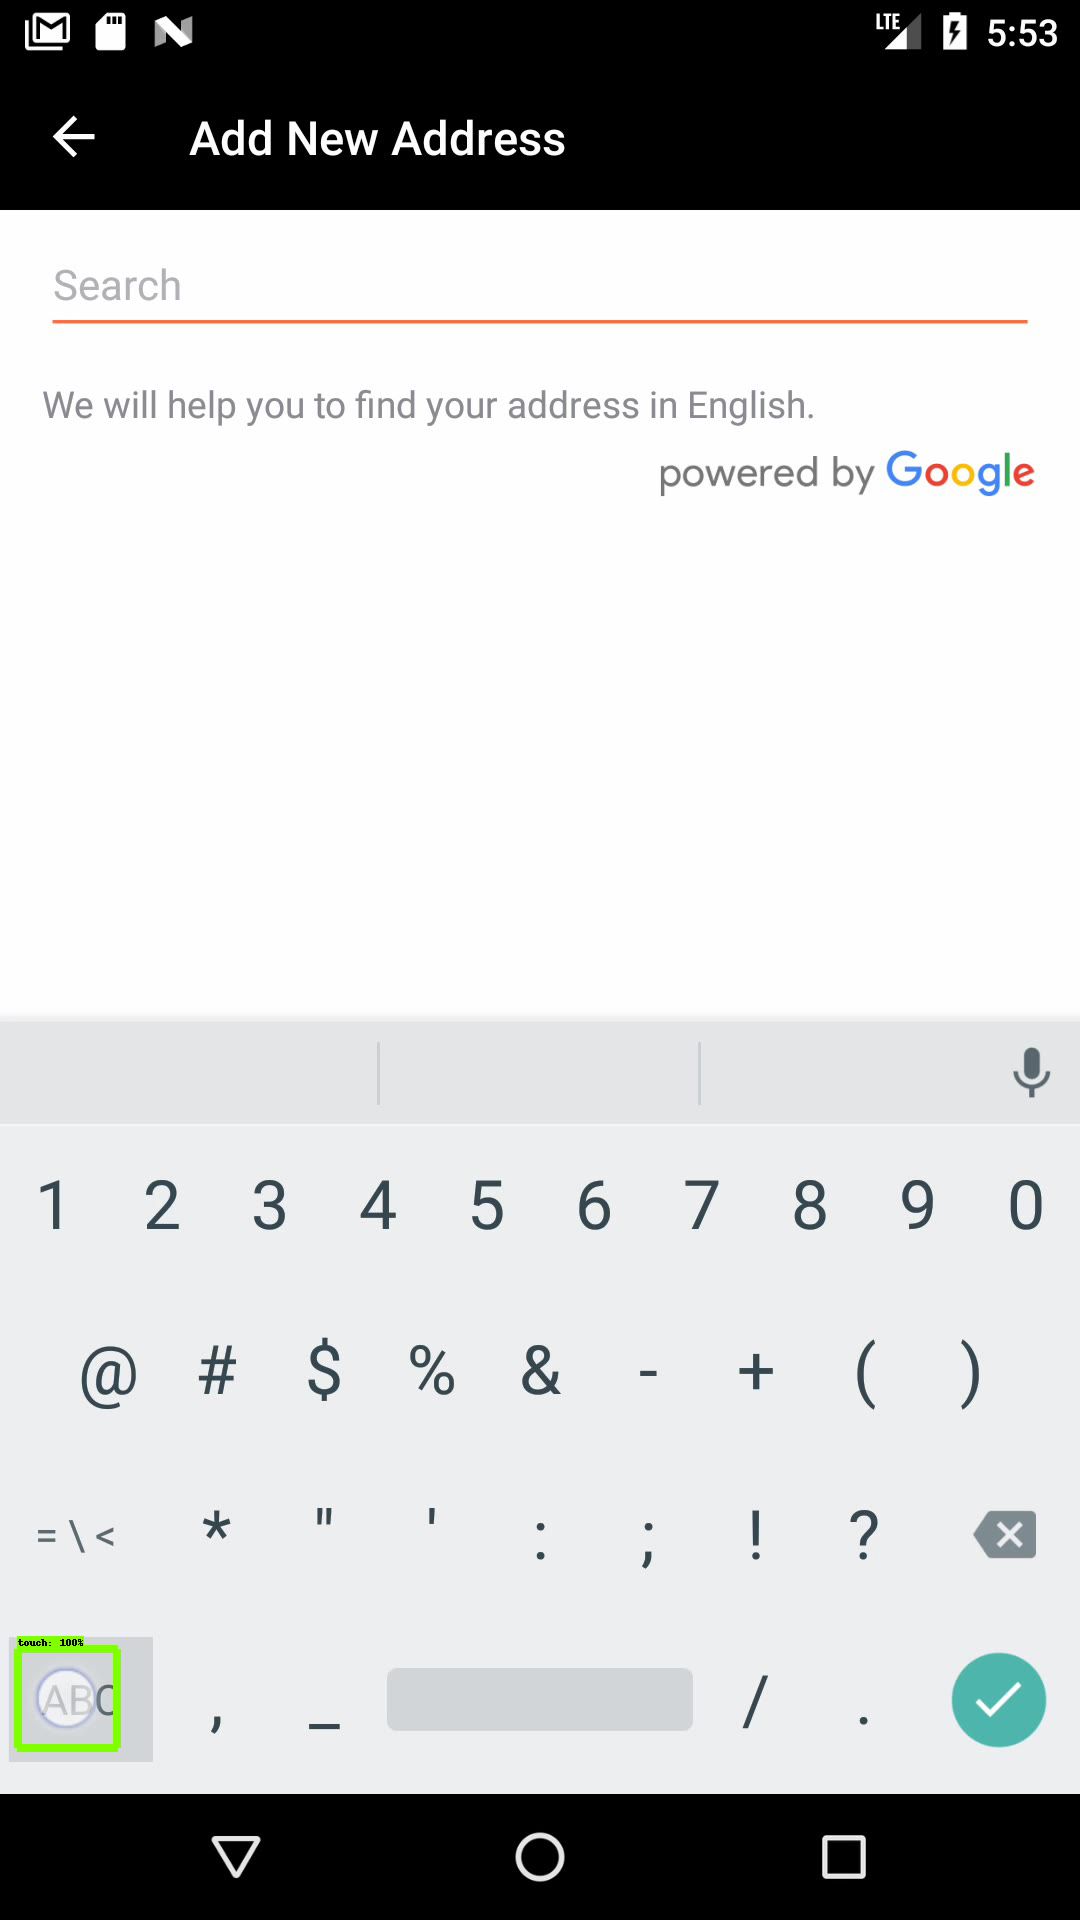 LTE 5:53
Add New Address
Search
We will help you to find your address in English.
powered by Google
1 2 3 4 5 6 7 8 9 0
@ # $ % & - + ( )
= \ < * " ' : ; ! ?
touch: 100%
ABC , _ / .